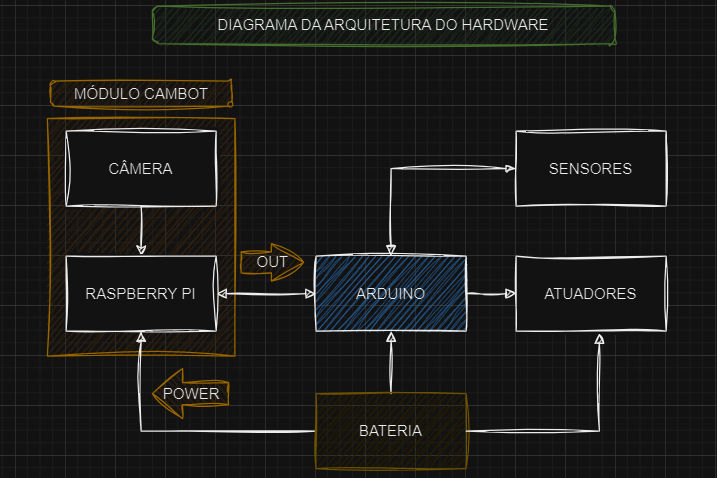 DIAGRAMA DA ARQUITETURA DO HARDWARE
MÓDULO CAMBOT
CÂMERA
SENSORES
OUT
RASPBERRY PI
ARDUINO
ATUADORES
POWER
BATERIA